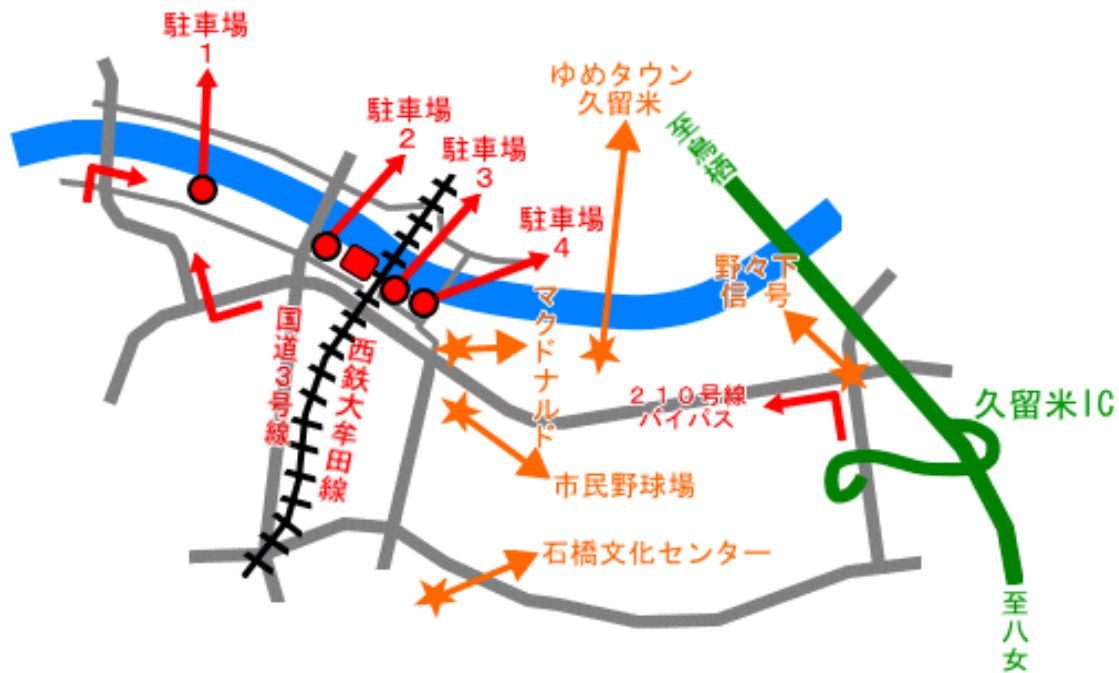 駐車場
1
駐車場
2
駐車場
3
駐車場
4
ゆめタウン
久留米
至鳥栖
野々下
信号
マクドナルド
国道3号線
西鉄大牟田線
210号線
バイパス
久留米IC
市民野球場
石橋文化センター
至八女